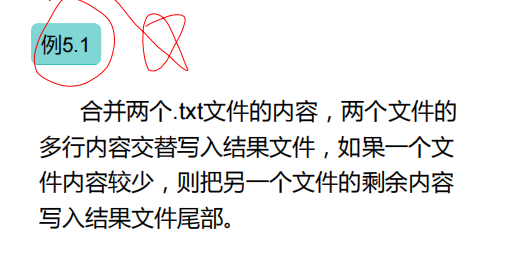 例5.1
合并两个.txt文件的内容，两个文件的
多行内容交替写入结果文件，如果一个文
件内容较少，则把另一个文件的剩余内容
写入结果文件尾部。